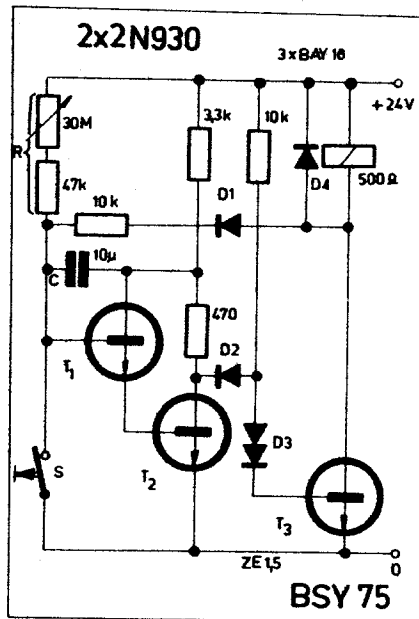 2x2N930
3xBAY 18
+24V
30M
R
47k
3,3k
10k
D4
500Ω
10k
D1
10µ
C
470
T1
D2
T2
D3
S
T3
ZE 1,5
0
BSY 75